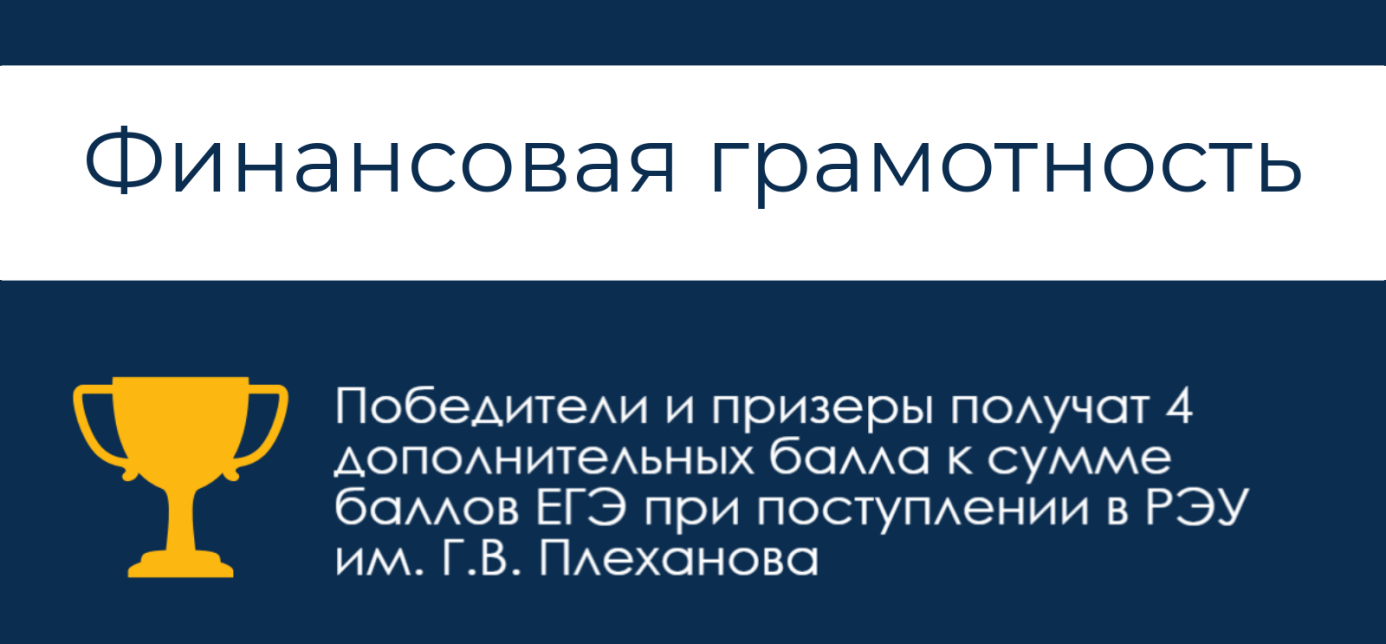 Финансовая грамотность
Победители и призеры получат 4
дополнительных балла к сумме
баллов ЕГЭ при поступлении в РЭУ
им. Г.В. Плеханова